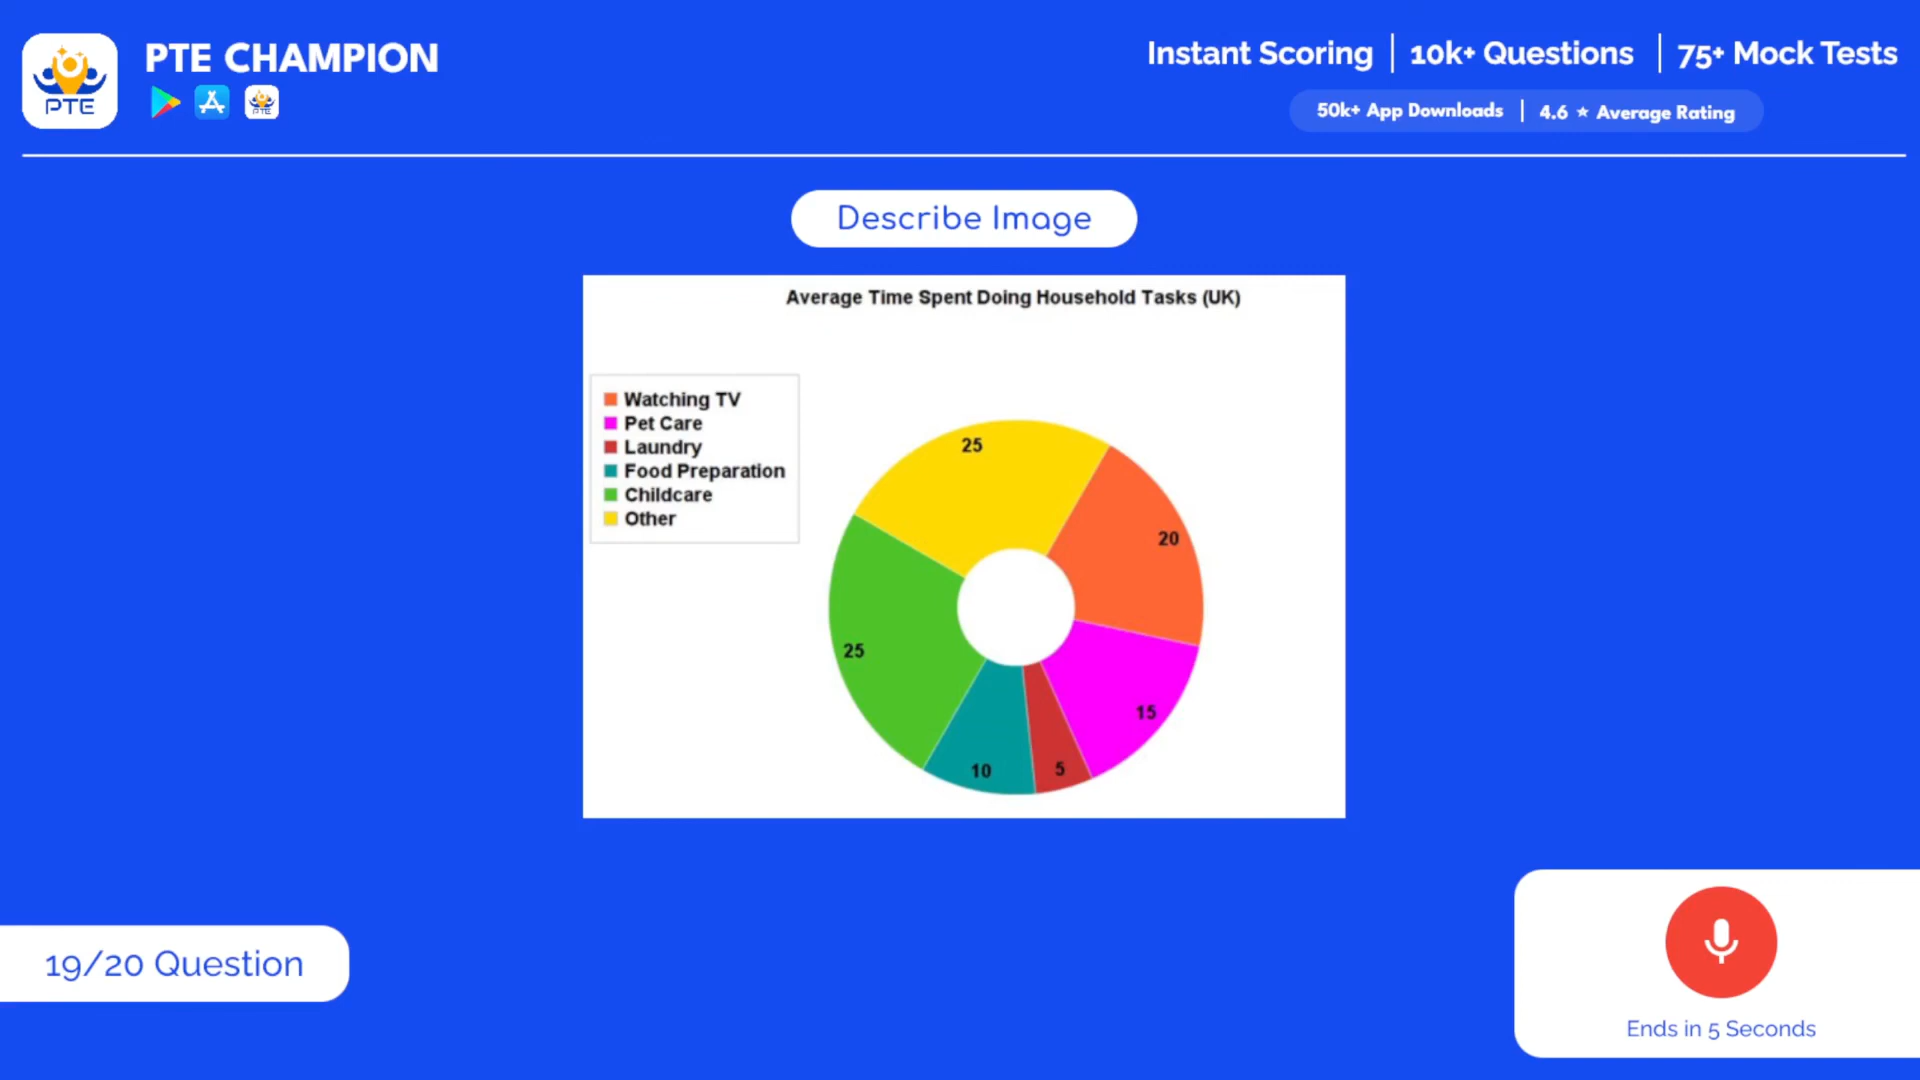 PTE CHAMPION
PTE
PTE
Instant Scoring | 10k+ Questions | 75+ Mock Tests
50k+ App Downloads | 4.6 ★ Average Rating
Describe Image
Average Time Spent Doing Household Tasks (UK)
Watching TV
Pet Care
Laundry
Food Preparation
Childcare
Other
25
20
25
15
10
5
19/20 Question
Ends in 5 Seconds